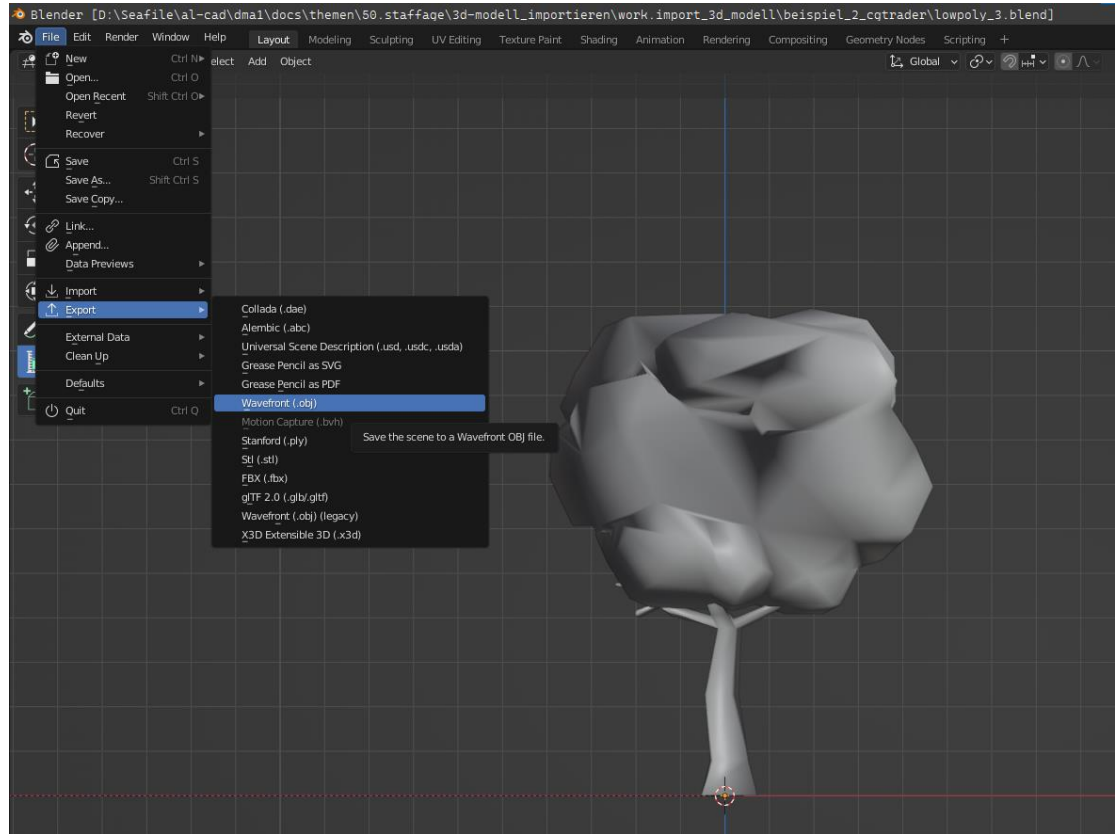 Blender [D:\Seafile\al-cad\dma1\docs\themen\50.staffage\3d-modell_importieren\work.import_3d_modell\beispiel_2_cgtrader\lowpoly_3.blend]
File Edit Render Window Help Layout Modeling Sculpting UV Editing Texture Paint Shading Animation Rendering Compositing Geometry Nodes Scripting +
elect Add Object Global
New Ctrl N
Open... Ctrl O
Open Recent Shift Ctrl O
Revert
Recover
Save Ctrl S
Save As... Shift Ctrl S
Save Copy...
Link...
Append...
Data Previews
Import
Export
External Data
Clean Up
Defaults
Quit Ctrl Q
Collada (.dae)
Alembic (.abc)
Universal Scene Description (.usd, .usdc, .usda)
Grease Pencil as SVG
Grease Pencil as PDF
Wavefront (.obj)
Motion Capture (.bvh)
Save the scene to a Wavefront OBJ file.
Stanford (.ply)
Stl (.stl)
FBX (.fbx)
glTF 2.0 (.glb/.gltf)
Wavefront (.obj) (legacy)
X3D Extensible 3D (.x3d)